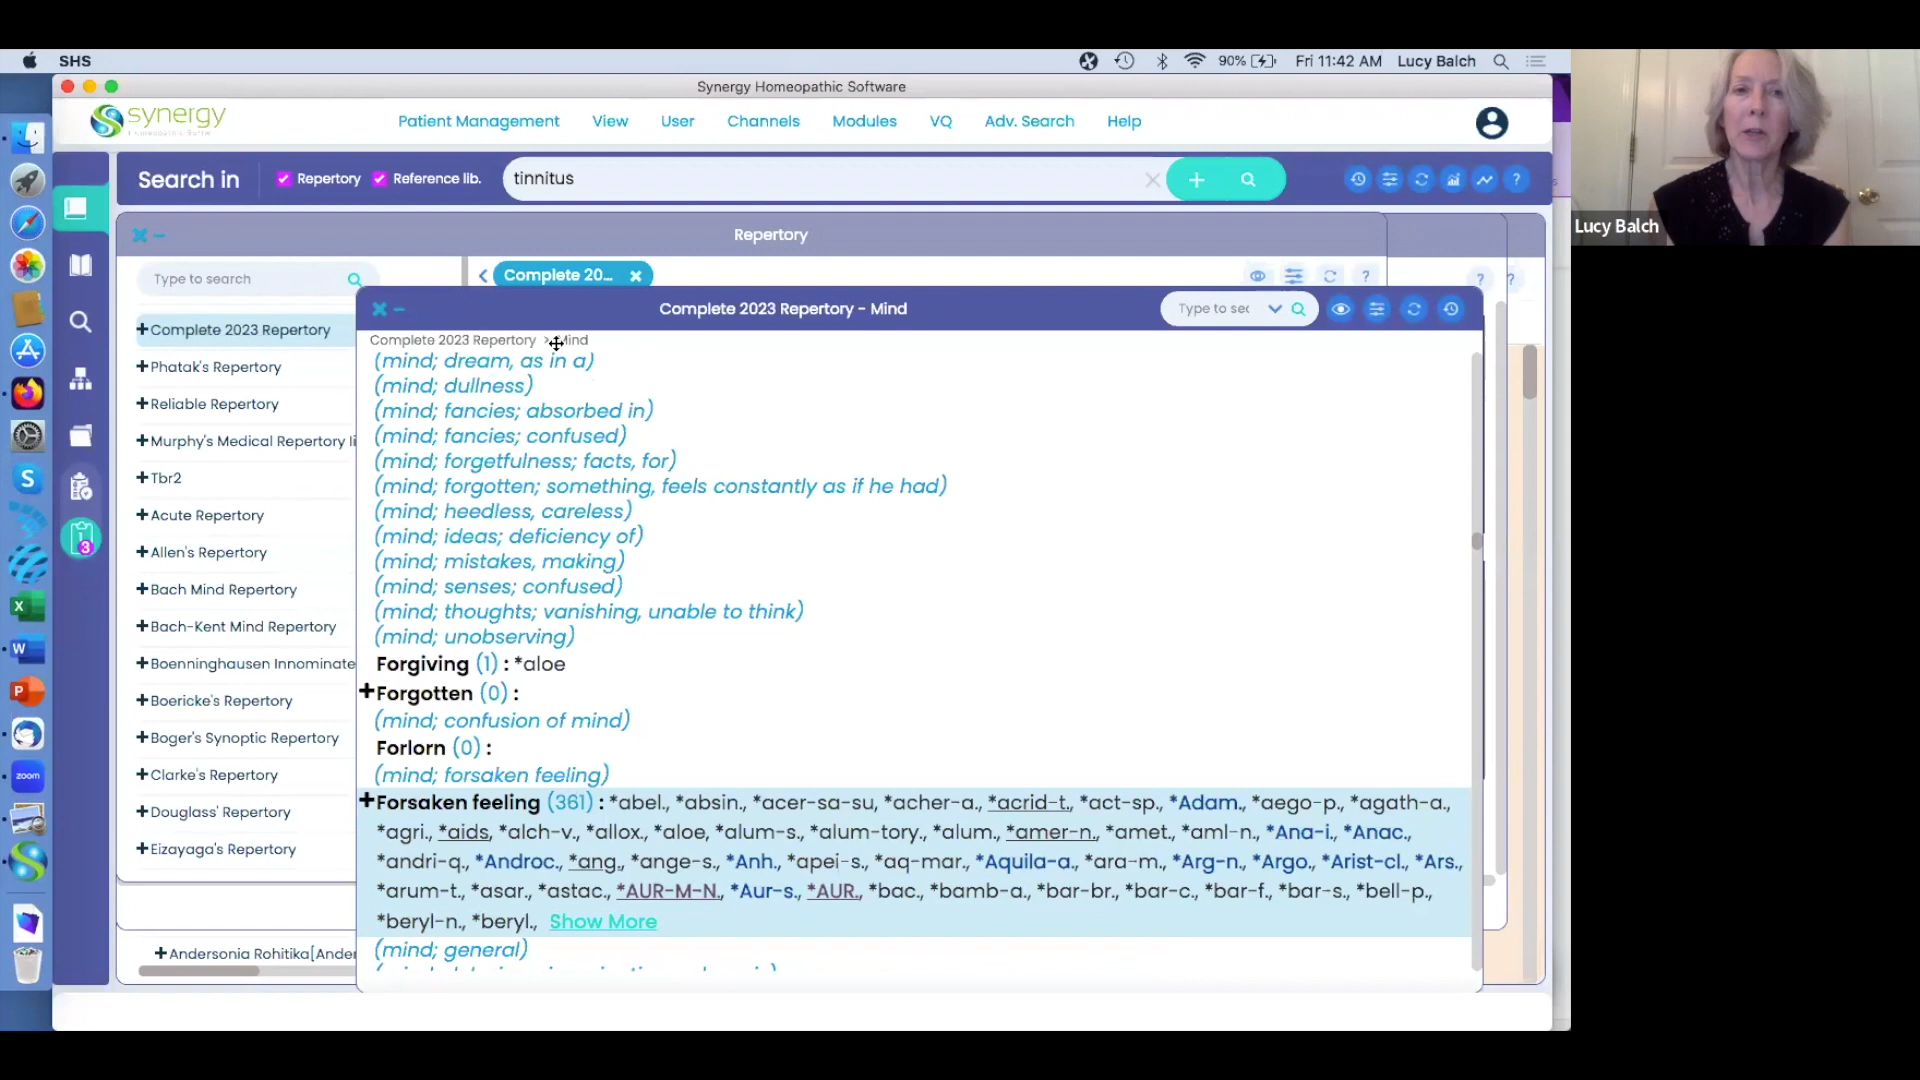 SHS
90%
Fri 11:42 AM
Lucy Balch
Synergy Homeopathic Software
synergy
Patient Management
View
User
Channels
Modules
VQ
Adv. Search
Help
Search in
Repertory
Reference lib.
tinnitus
Repertory
Type to search
Complete 20...
Complete 2023 Repertory - Mind
Type to sec
Complete 2023 Repertory > Mind
Complete 2023 Repertory
Phatak's Repertory
Reliable Repertory
Murphy's Medical Repertory
Tbr2
Acute Repertory
Allen's Repertory
Bach Mind Repertory
Bach-Kent Mind Repertory
Boenninghausen Innominate
Boericke's Repertory
Boger's Synoptic Repertory
Clarke's Repertory
Douglass' Repertory
Eizayaga's Repertory
Andersonia Rohitika[Ander
(mind; dream, as in a)
(mind; dullness)
(mind; fancies; absorbed in)
(mind; fancies; confused)
(mind; forgetfulness; facts, for)
(mind; forgotten; something, feels constantly as if he had)
(mind; heedless, careless)
(mind; ideas; deficiency of)
(mind; mistakes, making)
(mind; senses; confused)
(mind; thoughts; vanishing, unable to think)
(mind; unobserving)
Forgiving (1) : *aloe
Forgotten (0) :
(mind; confusion of mind)
Forlorn (0) :
(mind; forsaken feeling)
Forsaken feeling (361) : *abel., *absin., *acer-sa-su, *acher-a., *acrid-t., *act-sp., *Adam., *aego-p., *agath-a.,
*agri., *aids, *alch-v., *allox., *aloe, *alum-s., *alum-tory., *alum., *amer-n., *amet., *aml-n., *Ana-i., *Anac.,
*andri-q., *Androc., *ang., *ange-s., *Anh., *apei-s., *aq-mar., *Aquila-a., *ara-m., *Arg-n., *Argo., *Arist-cl., *Ars.,
*arum-t., *asar., *astac., *AUR-M-N., *Aur-s., *AUR., *bac., *bamb-a., *bar-br., *bar-c., *bar-f., *bar-s., *bell-p.,
*beryl-n., *beryl., Show More
(mind; general)
zoom
3
Lucy Balch